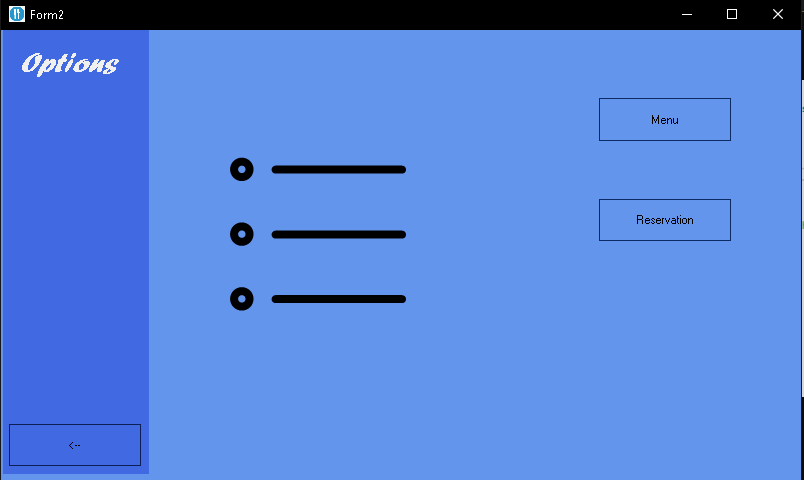 Form2
Options
Menu
Reservation
<--